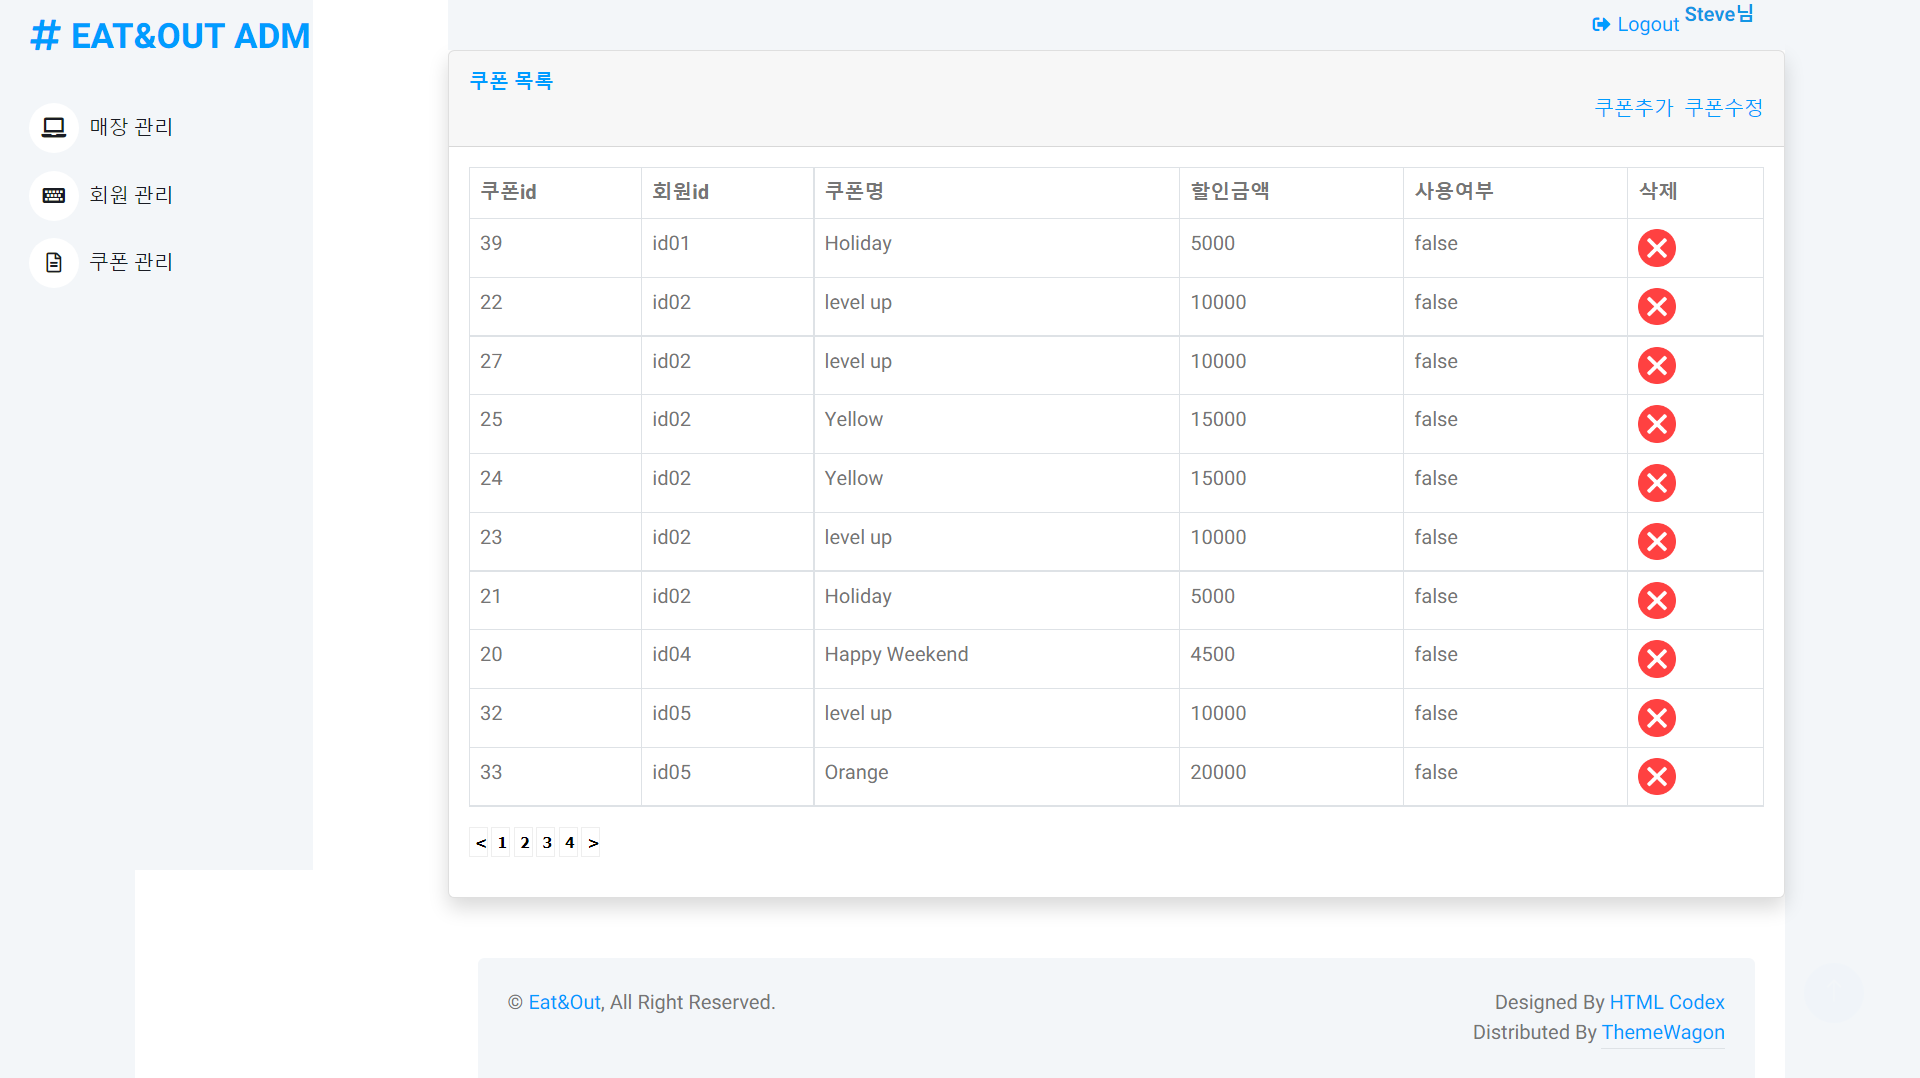 # EAT&OUT ADM
매장 관리
회원 관리
쿠폰 관리
Logout Steve님
쿠폰 목록
쿠폰추가 쿠폰수정
쿠폰id 회원id 쿠폰명 할인금액 사용여부 삭제
39 id01 Holiday 5000 false
22 id02 level up 10000 false
27 id02 level up 10000 false
25 id02 Yellow 15000 false
24 id02 Yellow 15000 false
23 id02 level up 10000 false
21 id02 Holiday 5000 false
20 id04 Happy Weekend 4500 false
32 id05 level up 10000 false
33 id05 Orange 20000 false
< 1 2 3 4 >
© Eat&Out, All Right Reserved.
Designed By HTML Codex
Distributed By ThemeWagon